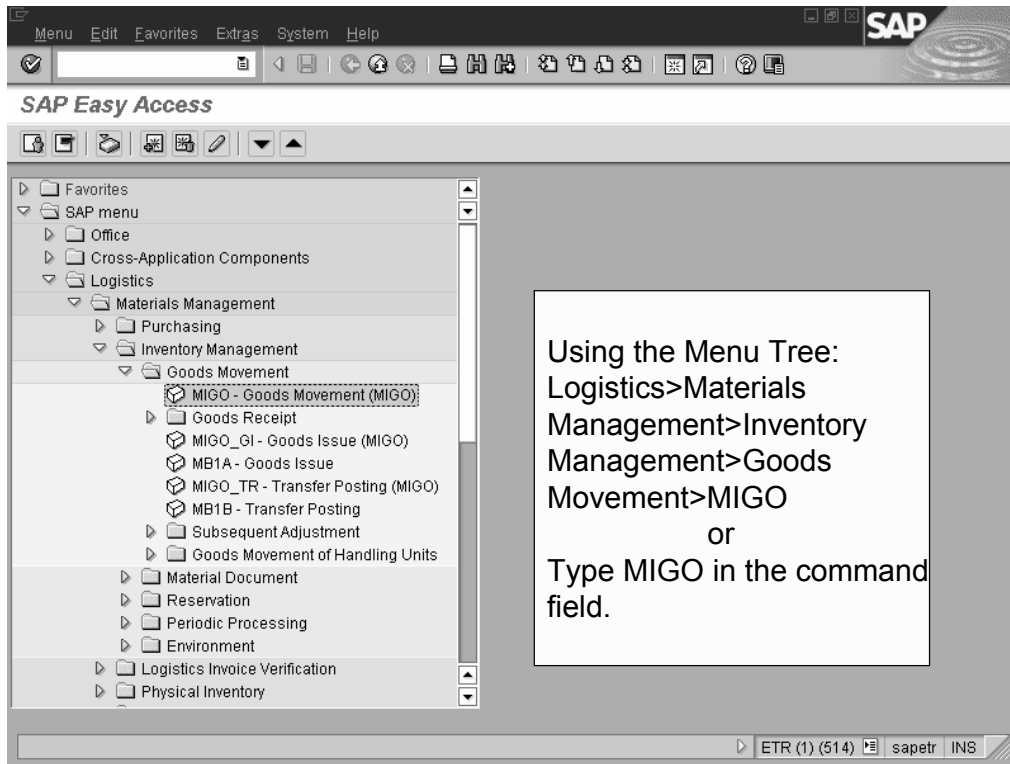 Menu Edit Favorites Extras System Help
SAP
SAP Easy Access
Favorites
SAP menu
Office
Cross-Application Components
Logistics
Materials Management
Purchasing
Inventory Management
Goods Movement
MIGO - Goods Movement (MIGO)
Goods Receipt
MIGO_GI - Goods Issue (MIGO)
MB1A - Goods Issue
MIGO_TR - Transfer Posting (MIGO)
MB1B - Transfer Posting
Subsequent Adjustment
Goods Movement of Handling Units
Material Document
Reservation
Periodic Processing
Environment
Logistics Invoice Verification
Physical Inventory
Using the Menu Tree:
Logistics>Materials
Management>Inventory
Management>Goods
Movement>MIGO
or
Type MIGO in the command
field.
ETR (1) (514) sapetr INS